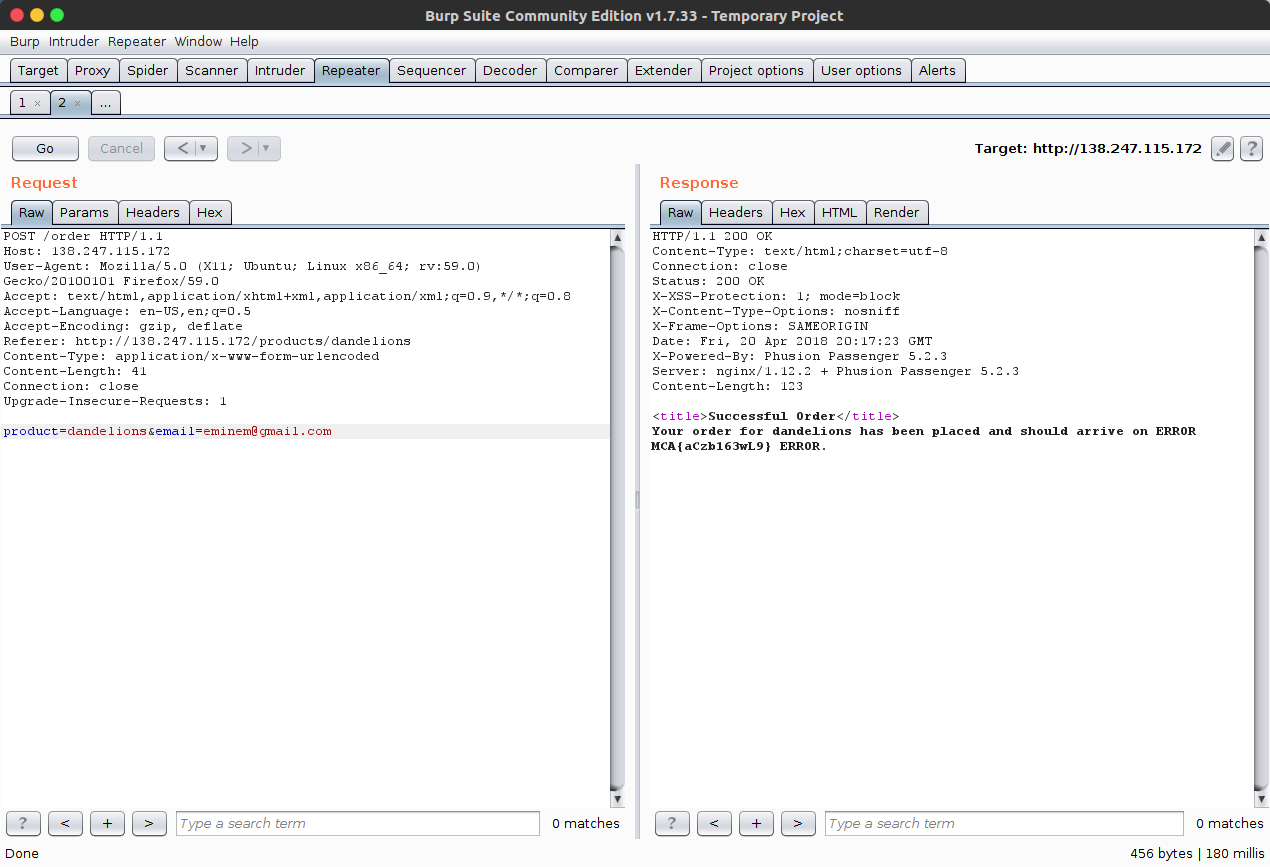 Burp Suite Community Edition v1.7.33 - Temporary Project
Burp Intruder Repeater Window Help
Target Proxy Spider Scanner Intruder Repeater Sequencer Decoder Comparer Extender Project options User options Alerts
1 × 2 × ...
Go Cancel < ▼ > ▼ Target: http://138.247.115.172 ?
Request
Raw Params Headers Hex
POST /order HTTP/1.1
Host: 138.247.115.172
User-Agent: Mozilla/5.0 (X11; Ubuntu; Linux x86_64; rv:59.0)
Gecko/20100101 Firefox/59.0
Accept: text/html,application/xhtml+xml,application/xml;q=0.9,*/*;q=0.8
Accept-Language: en-US,en;q=0.5
Accept-Encoding: gzip, deflate
Referer: http://138.247.115.172/products/dandelions
Content-Type: application/x-www-form-urlencoded
Content-Length: 41
Connection: close
Upgrade-Insecure-Requests: 1
product=dandelions&email=eminem@gmail.com
? < + > Type a search term 0 matches
Response
Raw Headers Hex HTML Render
HTTP/1.1 200 OK
Content-Type: text/html;charset=utf-8
Connection: close
Status: 200 OK
X-XSS-Protection: 1; mode=block
X-Content-Type-Options: nosniff
X-Frame-Options: SAMEORIGIN
Date: Fri, 20 Apr 2018 20:17:23 GMT
X-Powered-By: Phusion Passenger 5.2.3
Server: nginx/1.12.2 + Phusion Passenger 5.2.3
Content-Length: 123
<title>Successful Order</title>
Your order for dandelions has been placed and should arrive on ERROR
MCA{aCzb163wL9} ERROR.
? < + > Type a search term 0 matches
Done 456 bytes | 180 millis